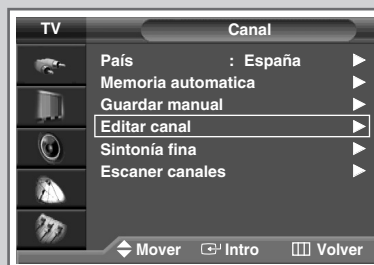 TV Canal
País : España
Memoria automatica
Guardar manual
Editar canal
Sintonía fina
Escaner canales
Mover Intro Volver